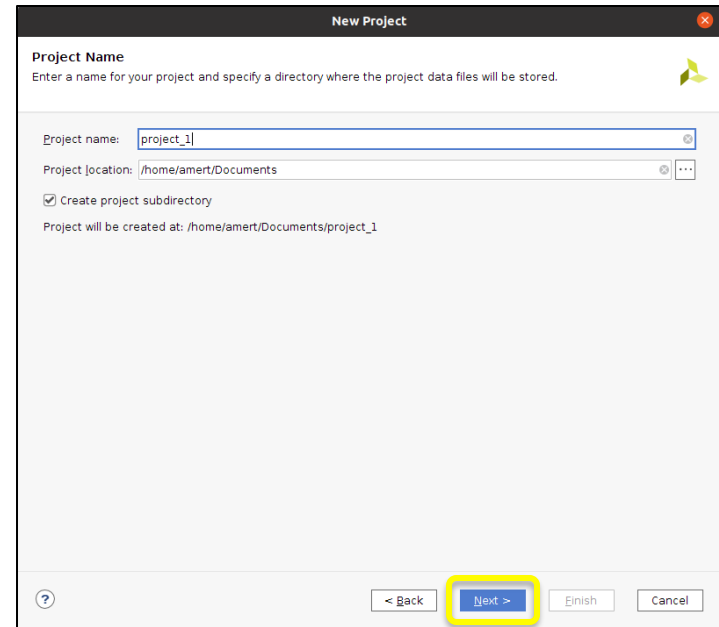 New Project
Project Name
Enter a name for your project and specify a directory where the project data files will be stored.
Project name: project_1
Project location: /home/amert/Documents
Create project subdirectory
Project will be created at: /home/amert/Documents/project_1
? < Back Next > Finish Cancel